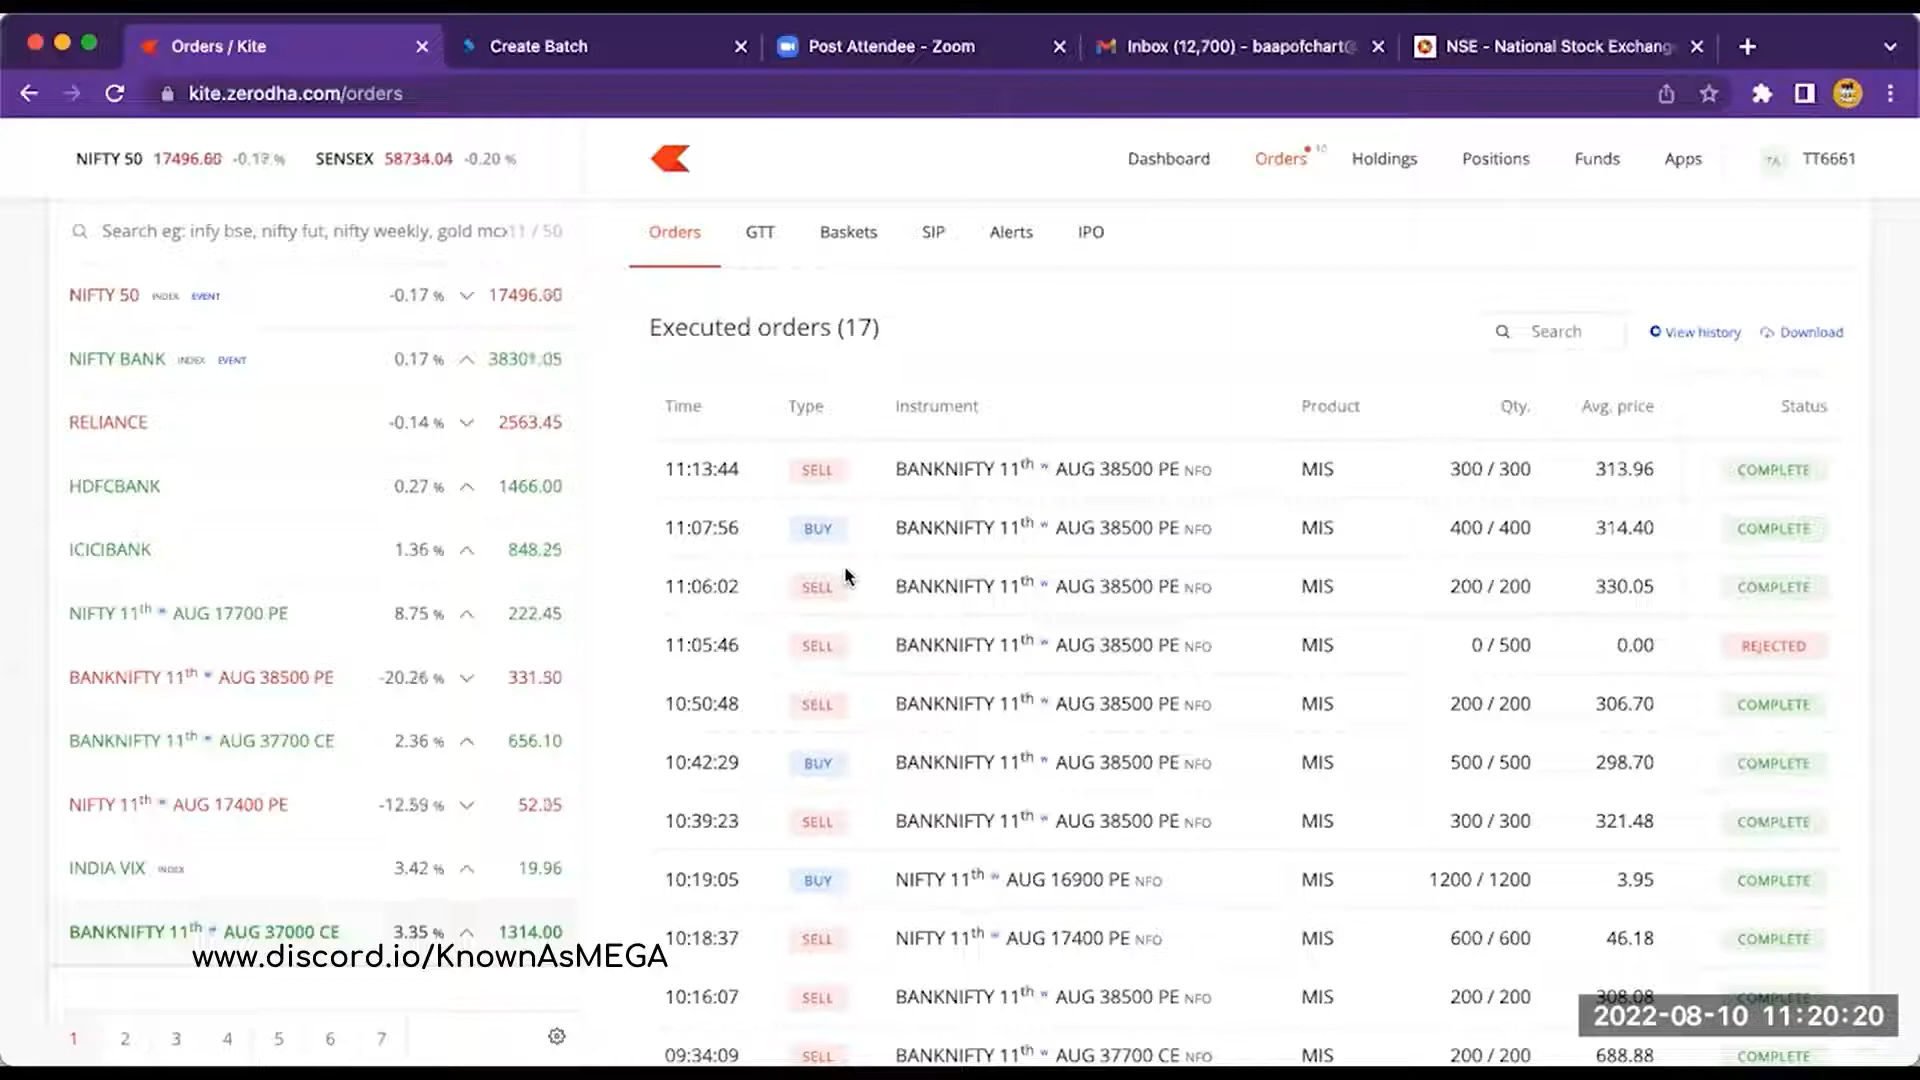 Orders / Kite
Create Batch
Post Attendee - Zoom
Inbox (12,700) - baapofchart@
NSE - National Stock Exchang
kite.zerodha.com/orders
NIFTY 50 17496.60 -0.17 % SENSEX 58734.04 -0.20 %
Dashboard Orders 10 Holdings Positions Funds Apps TA TT6661
Search eg: infy bse, nifty fut, nifty weekly, gold mcx 11 / 50
NIFTY 50 INDEX EVENT -0.17 % 17496.60
NIFTY BANK INDEX EVENT 0.17 % 38301.05
RELIANCE -0.14 % 2563.45
HDFCBANK 0.27 % 1466.00
ICICIBANK 1.36 % 848.25
NIFTY 11th w AUG 17700 PE 8.75 % 222.45
BANKNIFTY 11th w AUG 38500 PE -20.26 % 331.30
BANKNIFTY 11th w AUG 37700 CE 2.36 % 656.10
NIFTY 11th w AUG 17400 PE -12.59 % 52.05
INDIA VIX INDEX 3.42 % 19.96
BANKNIFTY 11th w AUG 37000 CE 3.35 % 1314.00
1 2 3 4 5 6 7
Orders GTT Baskets SIP Alerts IPO
Executed orders (17)
Search View history Download
Time Type Instrument Product Qty. Avg. price Status
11:13:44 SELL BANKNIFTY 11th w AUG 38500 PE NFO MIS 300 / 300 313.96 COMPLETE
11:07:56 BUY BANKNIFTY 11th w AUG 38500 PE NFO MIS 400 / 400 314.40 COMPLETE
11:06:02 SELL BANKNIFTY 11th w AUG 38500 PE NFO MIS 200 / 200 330.05 COMPLETE
11:05:46 SELL BANKNIFTY 11th w AUG 38500 PE NFO MIS 0 / 500 0.00 REJECTED
10:50:48 SELL BANKNIFTY 11th w AUG 38500 PE NFO MIS 200 / 200 306.70 COMPLETE
10:42:29 BUY BANKNIFTY 11th w AUG 38500 PE NFO MIS 500 / 500 298.70 COMPLETE
10:39:23 SELL BANKNIFTY 11th w AUG 38500 PE NFO MIS 300 / 300 321.48 COMPLETE
10:19:05 BUY NIFTY 11th w AUG 16900 PE NFO MIS 1200 / 1200 3.95 COMPLETE
10:18:37 SELL NIFTY 11th w AUG 17400 PE NFO MIS 600 / 600 46.18 COMPLETE
10:16:07 SELL BANKNIFTY 11th w AUG 38500 PE NFO MIS 200 / 200 308.08
09:34:09 SELL BANKNIFTY 11th w AUG 37700 CE NFO MIS 200 / 200 688.88 COMPLETE
www.discord.io/KnownAsMEGA
2022-08-10 11:20:20